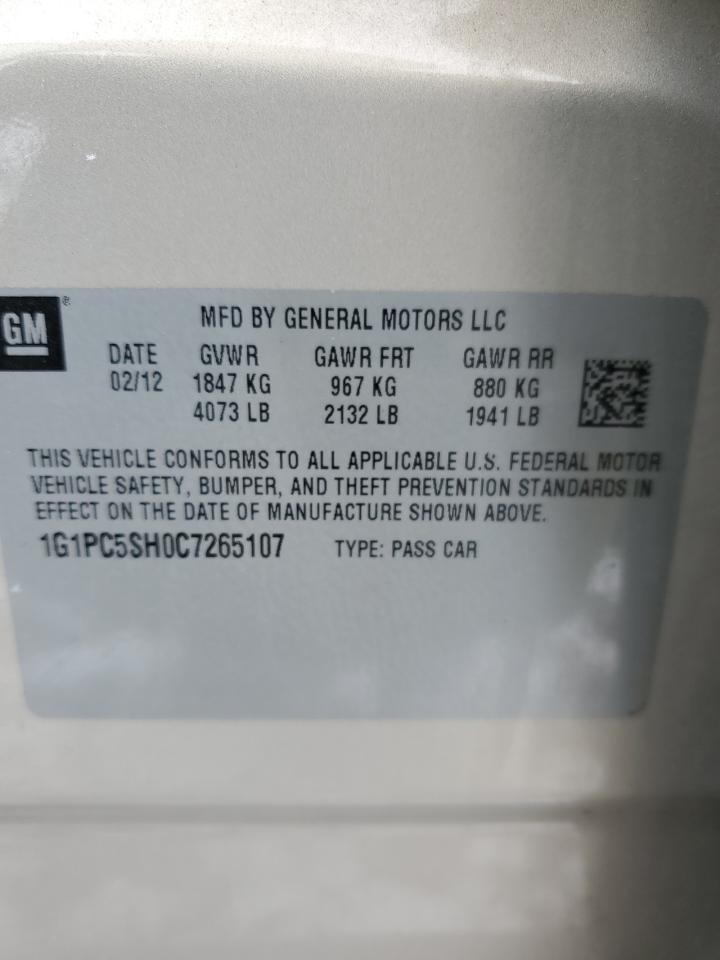 GM®
MFD BY GENERAL MOTORS LLC
DATE GVWR GAWR FRT GAWR RR
02/12 1847 KG 967 KG 880 KG
4073 LB 2132 LB 1941 LB
THIS VEHICLE CONFORMS TO ALL APPLICABLE U.S. FEDERAL MOTOR
VEHICLE SAFETY, BUMPER, AND THEFT PREVENTION STANDARDS IN
EFFECT ON THE DATE OF MANUFACTURE SHOWN ABOVE.
1G1PC5SH0C7265107 TYPE: PASS CAR